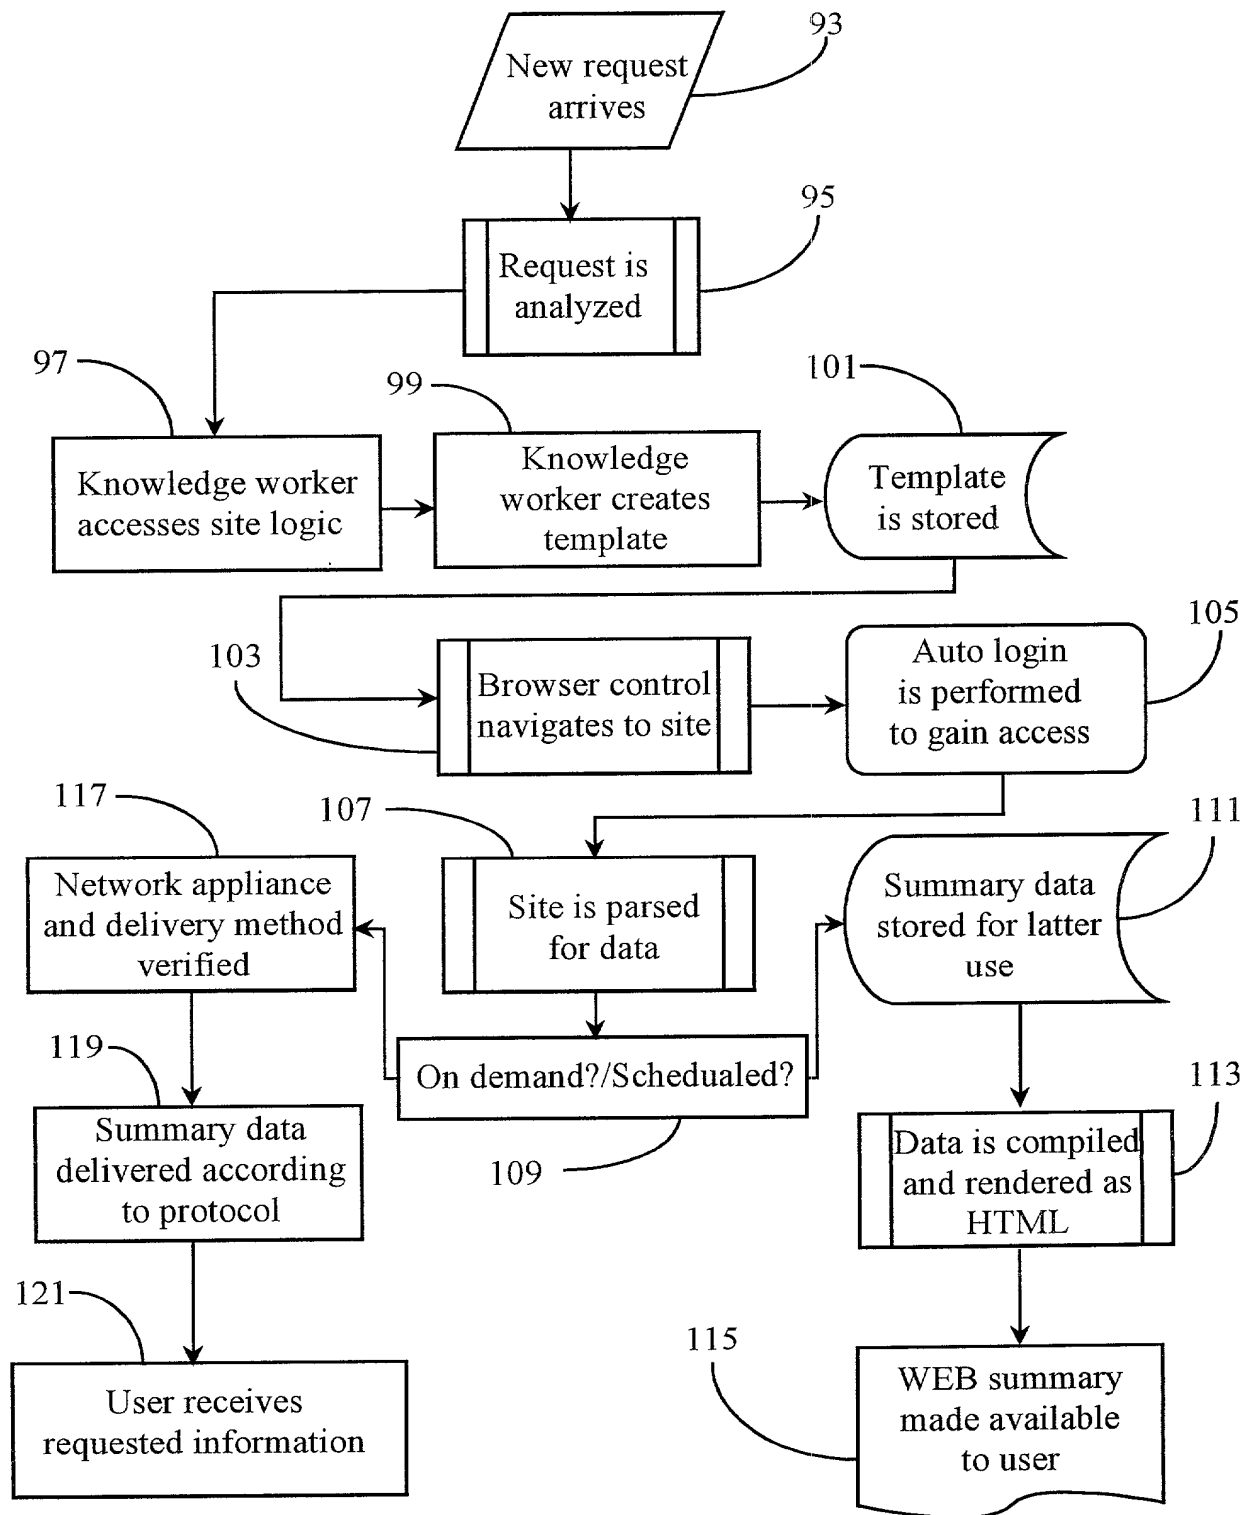 93
New request
arrives
95
Request is
analyzed
97
Knowledge worker
accesses site logic
99
Knowledge
worker creates
template
101
Template
is stored
103
Browser control
navigates to site
105
Auto login
is performed
to gain access
107
Site is parsed
for data
109
On demand?/Schedualed?
111
Summary data
stored for latter
use
113
Data is compiled
and rendered as
HTML
115
WEB summary
made available
to user
117
Network appliance
and delivery method
verified
119
Summary data
delivered according
to protocol
121
User receives
requested information